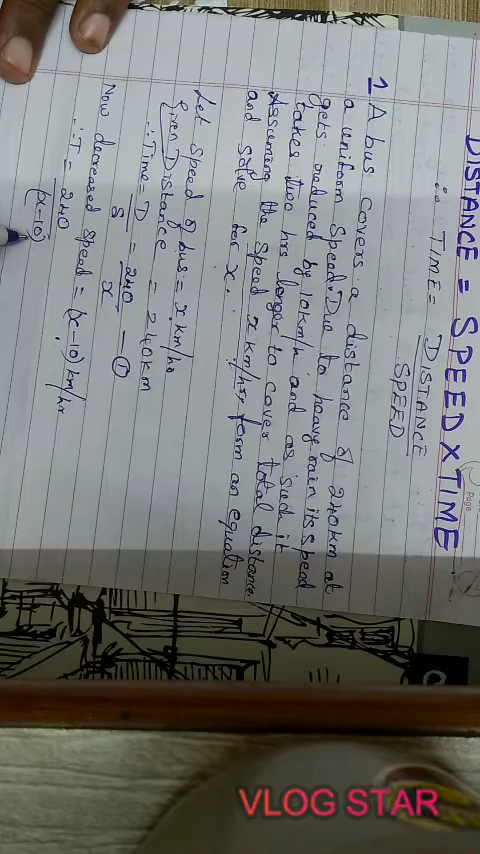 DISTANCE = SPEED X TIME
∴ TIME = DISTANCE
SPEED
1 A bus covers a distance of 240km at
a uniform Speed. Due to heavy rain its speed
gets reduced by 10km/h and as such it
takes two hrs longer to cover total distance.
Assuming the Speed x km/hr, form an equation
and solve for x.
Let Speed of bus = x km/hr
Given Distance = 240km
∴ Time = D/S = 240/x — ①
Now decreased Speed = (x-10) km/hr
∴ T = 240
(x-10)
VLOG STAR